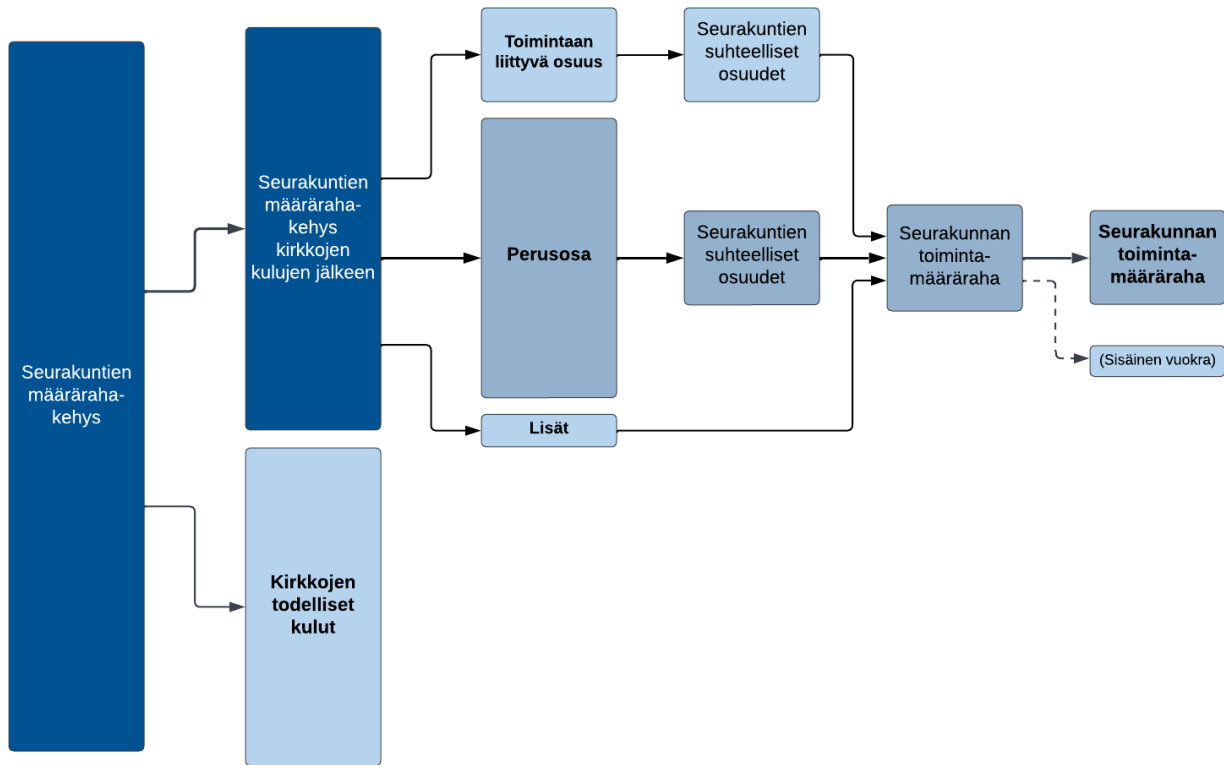 Seurakuntien
määräraha-
kehys
Seurakuntien
määräraha-
kehys
kirkkojen
kulujen jälkeen
Kirkkojen
todelliset
kulut
Toimintaan
liittyvä osuus
Perusosa
Lisät
Seurakuntien
suhteelliset
osuudet
Seurakuntien
suhteelliset
osuudet
Seurakunnan
toiminta-
määräraha
Seurakunnan
toiminta-
määräraha
(Sisäinen vuokra)